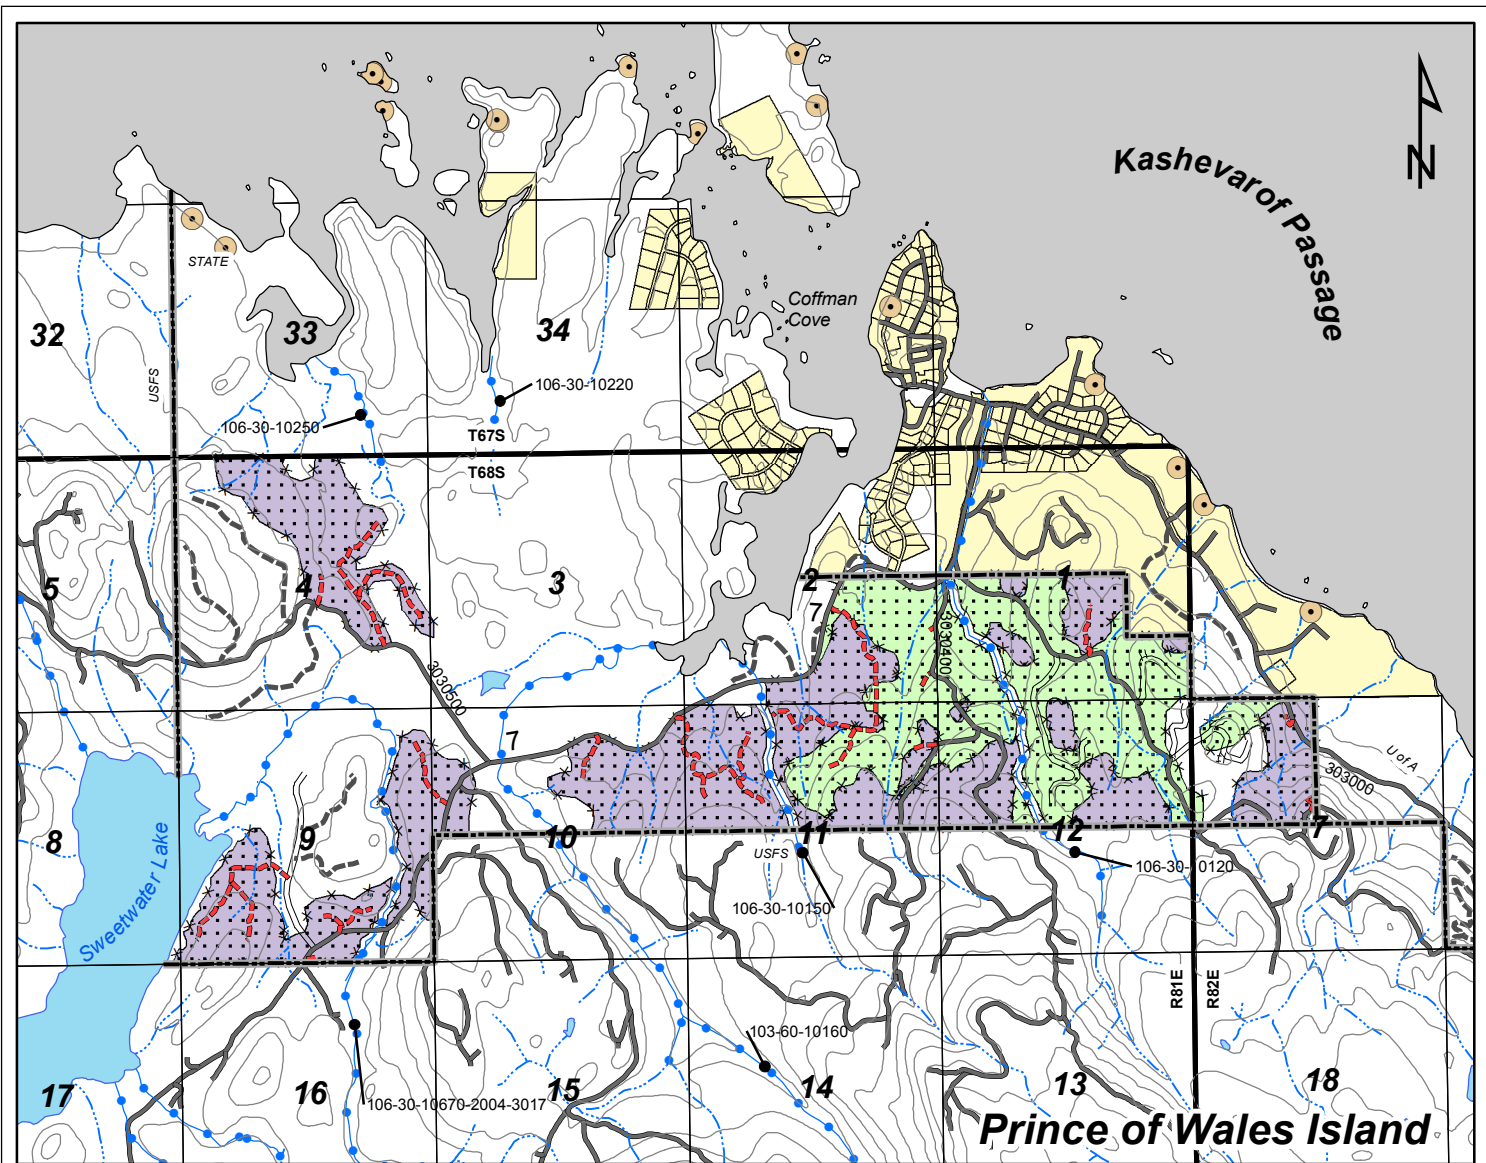 Kashevarof Passage
N
STATE
32
33
34
USFS
Coffman
Cove
106-30-10220
106-30-10250
T67S
T68S
5
4
3
2
1
7
3030500
3030400
7
8
9
10
11
12
7
U of A
303000
Sweetwater Lake
USFS
106-30-10150
106-30-10120
R81E
R82E
103-60-10160
17
16
15
14
13
18
106-30-10670-2004-3017
Prince of Wales Island